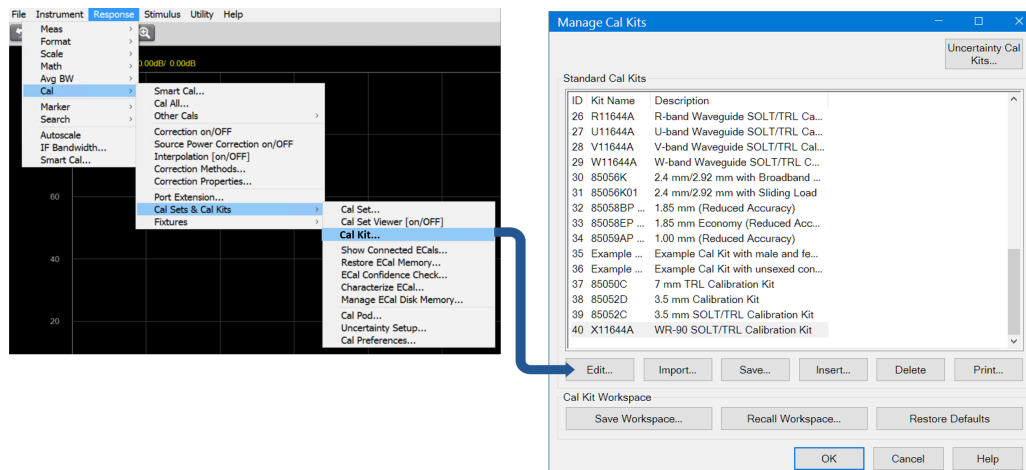 File Instrument Response Stimulus Utility Help
Meas
Format
Scale
Math
Avg BW
Cal
Marker
Search
Autoscale
IF Bandwidth...
Smart Cal...
0.00dB/ 0.00dB
60
40
20
Smart Cal...
Cal All...
Other Cals
Correction on/OFF
Source Power Correction on/OFF
Interpolation [on/OFF]
Correction Methods...
Correction Properties...
Port Extension...
Cal Sets & Cal Kits
Fixtures
Cal Set...
Cal Set Viewer [on/OFF]
Cal Kit...
Show Connected ECals...
Restore ECal Memory...
ECal Confidence Check...
Characterize ECal...
Manage ECal Disk Memory...
Cal Pod...
Uncertainty Setup...
Cal Preferences...
Manage Cal Kits
Uncertainty Cal
Kits...
Standard Cal Kits
ID Kit Name Description
26 R11644A R-band Waveguide SOLT/TRL Ca...
27 U11644A U-band Waveguide SOLT/TRL Ca...
28 V11644A V-band Waveguide SOLT/TRL Cal...
29 W11644A W-band Waveguide SOLT/TRL C...
30 85056K 2.4 mm/2.92 mm with Broadband ...
31 85056K01 2.4 mm/2.92 mm with Sliding Load
32 85058BP ... 1.85 mm (Reduced Accuracy)
33 85058EP ... 1.85 mm Economy (Reduced Acc...
34 85059AP ... 1.00 mm (Reduced Accuracy)
35 Example ... Example Cal Kit with male and fe...
36 Example ... Example Cal Kit with unsexed con...
37 85050C 7 mm TRL Calibration Kit
38 85052D 3.5 mm Calibration Kit
39 85052C 3.5 mm SOLT/TRL Calibration Kit
40 X11644A WR-90 SOLT/TRL Calibration Kit
Edit... Import... Save... Insert... Delete Print...
Cal Kit Workspace
Save Workspace... Recall Workspace... Restore Defaults
OK Cancel Help